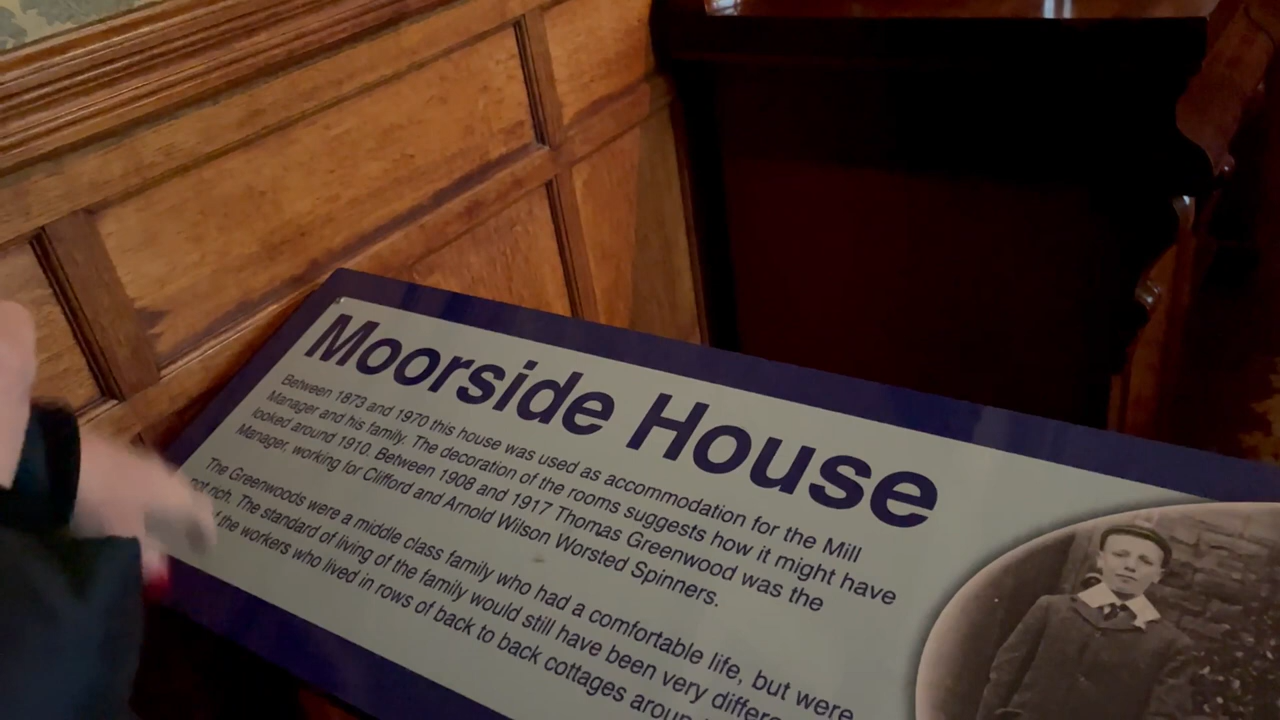 Moorside House
Between 1873 and 1970 this house was used as accommodation for the Mill
Manager and his family. The decoration of the rooms suggests how it might have
looked around 1910. Between 1908 and 1917 Thomas Greenwood was the
Manager, working for Clifford and Arnold Wilson Worsted Spinners.
The Greenwoods were a middle class family who had a comfortable life, but were
not rich. The standard of living of the family would still have been very
the workers who lived in rows of back to back cottages